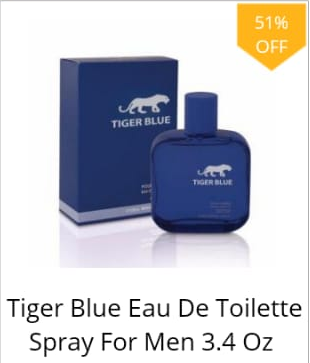 51%
OFF
TIGER BLUE
TIGER BLUE
Tiger Blue Eau De Toilette
Spray For Men 3.4 Oz